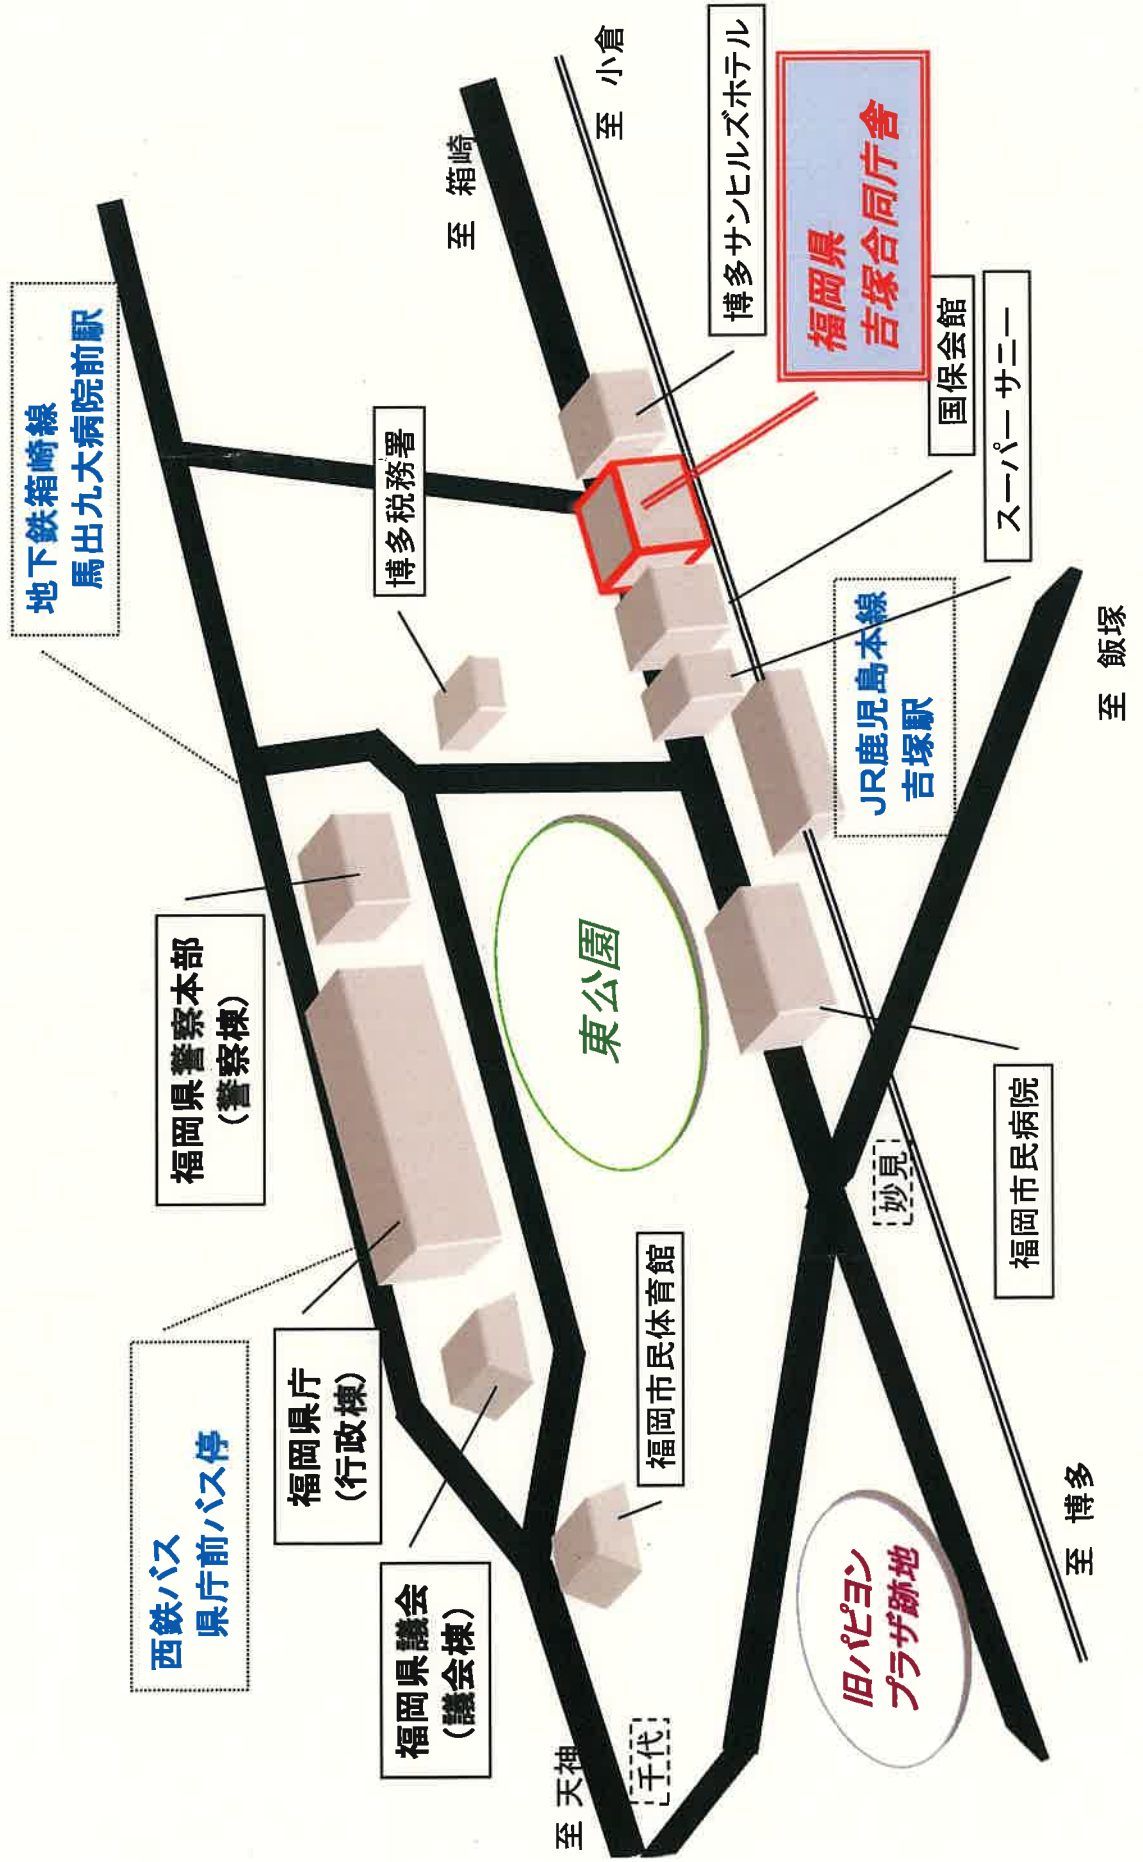 地下鉄箱崎線
馬出九大病院前駅
西鉄バス
県庁前バス停
福岡県警察本部
(警察棟)
福岡県庁
(行政棟)
福岡県議会
(議会棟)
博多税務署
至 箱崎
至 小倉
博多サンヒルズホテル
福岡県
吉塚合同庁舎
国保会館
スーパー サニー
JR鹿児島本線
吉塚駅
至 飯塚
東公園
福岡市民体育館
妙見
福岡市民病院
至 天神
千代
旧パピヨン
プラザ跡地
至 博多